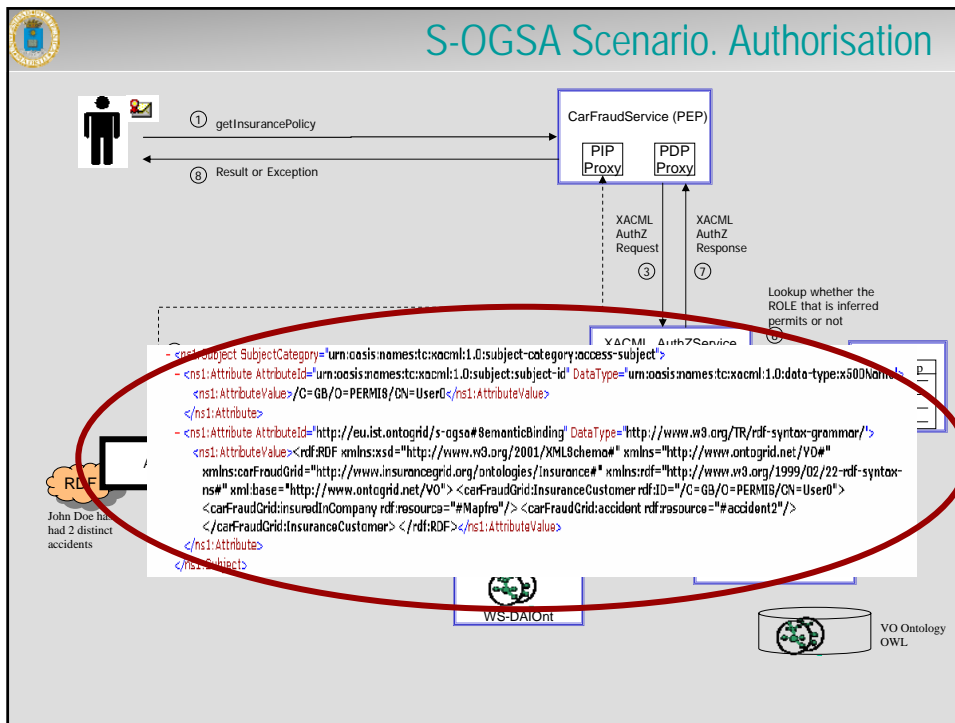 S-OGSA Scenario. Authorisation
1 getInsurancePolicy
8 Result or Exception
CarFraudService (PEP)
PIP
Proxy
PDP
Proxy
XACML
AuthZ
Request
3
XACML
AuthZ
Response
7
Lookup whether the
ROLE that is inferred
permits or not
XACML AuthZService
- <ns1:Subject SubjectCategory="urn:oasis:names:tc:xacml:1.0:subject-category:access-subject">
- <ns1:Attribute AttributeId="urn:oasis:names:tc:xacml:1.0:subject:subject-id" DataType="urn:oasis:names:tc:xacml:1.0:data-type:x500Name">
<ns1:AttributeValue>/C=GB/O=PERMIS/CN=User0</ns1:AttributeValue>
</ns1:Attribute>
- <ns1:Attribute AttributeId="http://eu.ist.ontogrid/s-ogsa#SemanticBinding" DataType="http://www.w3.org/TR/rdf-syntax-grammar/">
<ns1:AttributeValue><rdf:RDF xmlns:xsd="http://www.w3.org/2001/XMLSchema#" xmlns="http://www.ontogrid.net/VO#"
xmlns:carFraudGrid="http://www.insurancegrid.org/ontologies/Insurance#" xmlns:rdf="http://www.w3.org/1999/02/22-rdf-syntax-
ns#" xml:base="http://www.ontogrid.net/VO"> <carFraudGrid:InsuranceCustomer rdf:ID="/C=GB/O=PERMIS/CN=User0">
<carFraudGrid:insuredInCompany rdf:resource="#Mapfre"/> <carFraudGrid:accident rdf:resource="#accident2"/>
</carFraudGrid:InsuranceCustomer> </rdf:RDF></ns1:AttributeValue>
</ns1:Attribute>
</ns1:Subject>
RDF
A
John Doe has
had 2 distinct
accidents
WS-DAIOnt
VO Ontology
OWL